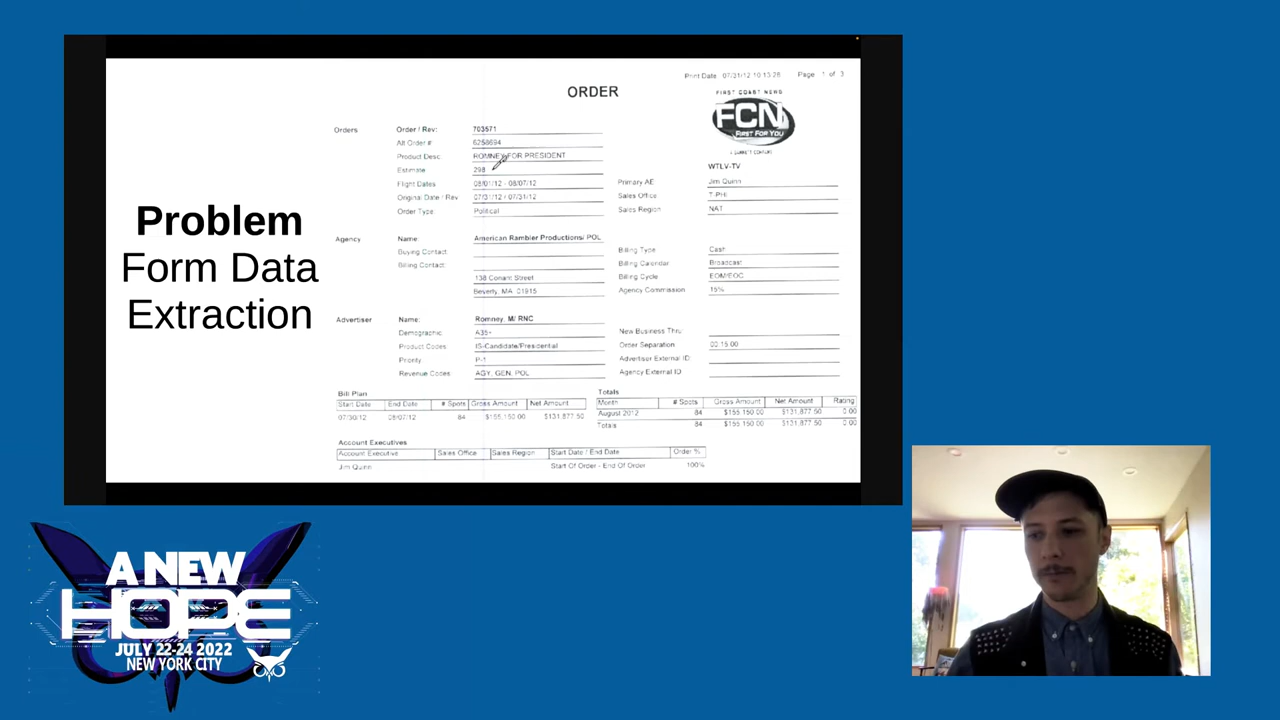 Problem
Form Data
Extraction
Print Date 07/31/12 10:13:28 Page 1 of 3
ORDER
FIRST COAST NEWS
FCN
FIRST FOR YOU
A GANNETT COMPANY
WTLV-TV
Orders
Order / Rev: 703571
Alt Order # 6258694
Product Desc: ROMNEY FOR PRESIDENT
Estimate 298
Flight Dates 08/01/12 - 08/07/12
Original Date / Rev 07/31/12 / 07/31/12
Order Type: Political
Primary AE Jim Quinn
Sales Office T-PHI
Sales Region NAT
Agency
Name: American Rambler Productions/ POL
Buying Contact:
Billing Contact:
138 Conant Street
Beverly, MA 01915
Billing Type Cash
Billing Calendar Broadcast
Billing Cycle EOM/EOC
Agency Commission 15%
Advertiser
Name: Romney, M/ RNC
Demographic A35+
Product Codes: IS-Candidate/Presidential
Priority P-1
Revenue Codes: AGY, GEN, POL
New Business Thru:
Order Separation 00:15:00
Advertiser External ID:
Agency External ID
Bill Plan
Start Date End Date # Spots Gross Amount Net Amount
07/30/12 08/07/12 84 $155,150.00 $131,877.50
Totals
Month # Spots Gross Amount Net Amount Rating
August 2012 84 $155,150.00 $131,877.50 0.00
Totals 84 $155,150.00 $131,877.50 0.00
Account Executives
Account Executive Sales Office Sales Region Start Date / End Date Order %
Jim Quinn Start Of Order - End Of Order 100%
A NEW
HOPE
JULY 22-24 2022
NEW YORK CITY